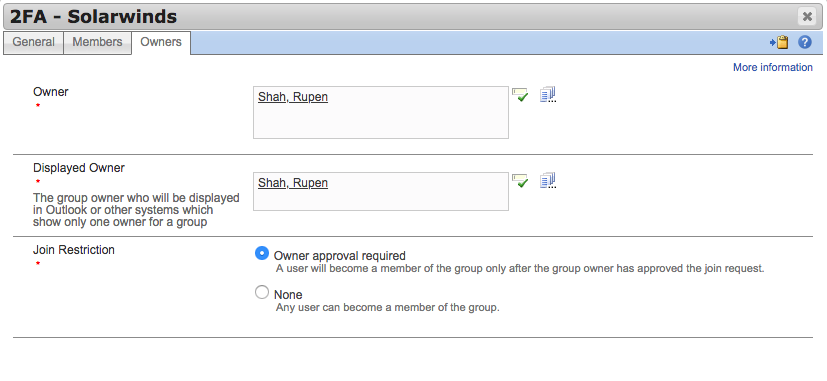 2FA - Solarwinds
General Members Owners
More information
Owner
*
Shah, Rupen
Displayed Owner
*
Shah, Rupen
The group owner who will be displayed
in Outlook or other systems which
show only one owner for a group
Join Restriction
*
Owner approval required
A user will become a member of the group only after the group owner has approved the join request.
None
Any user can become a member of the group.